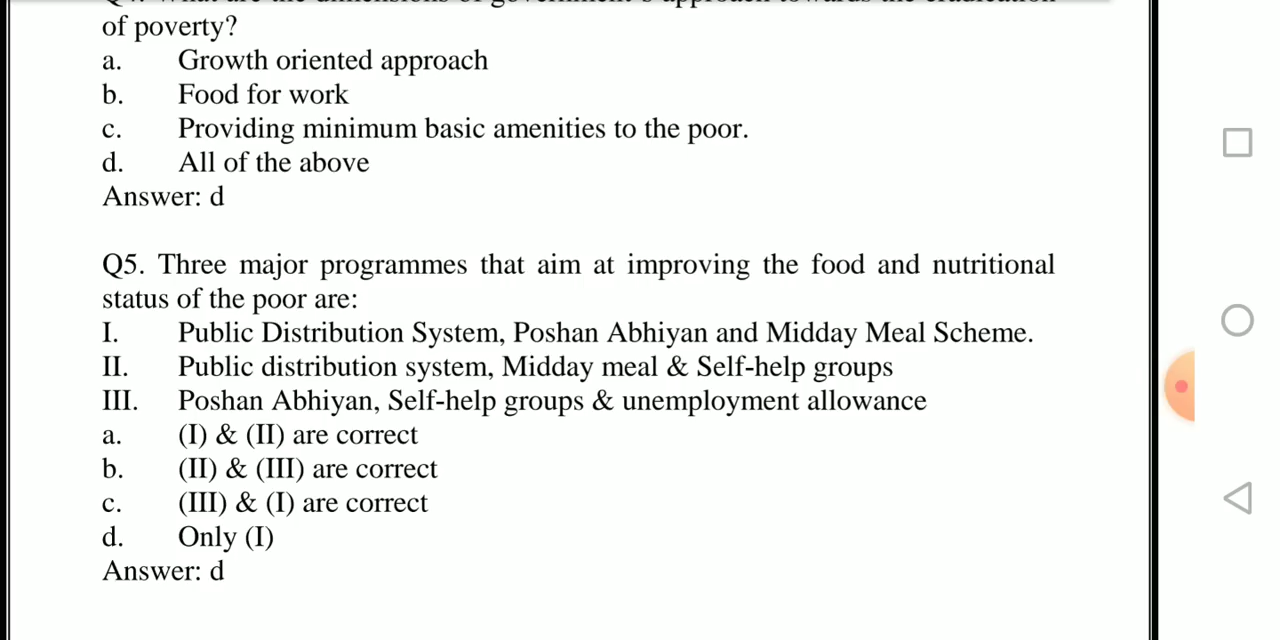 of poverty?
a. Growth oriented approach
b. Food for work
c. Providing minimum basic amenities to the poor.
d. All of the above
Answer: d
Q5. Three major programmes that aim at improving the food and nutritional
status of the poor are:
I. Public Distribution System, Poshan Abhiyan and Midday Meal Scheme.
II. Public distribution system, Midday meal & Self-help groups
III. Poshan Abhiyan, Self-help groups & unemployment allowance
a. (I) & (II) are correct
b. (II) & (III) are correct
c. (III) & (I) are correct
d. Only (I)
Answer: d